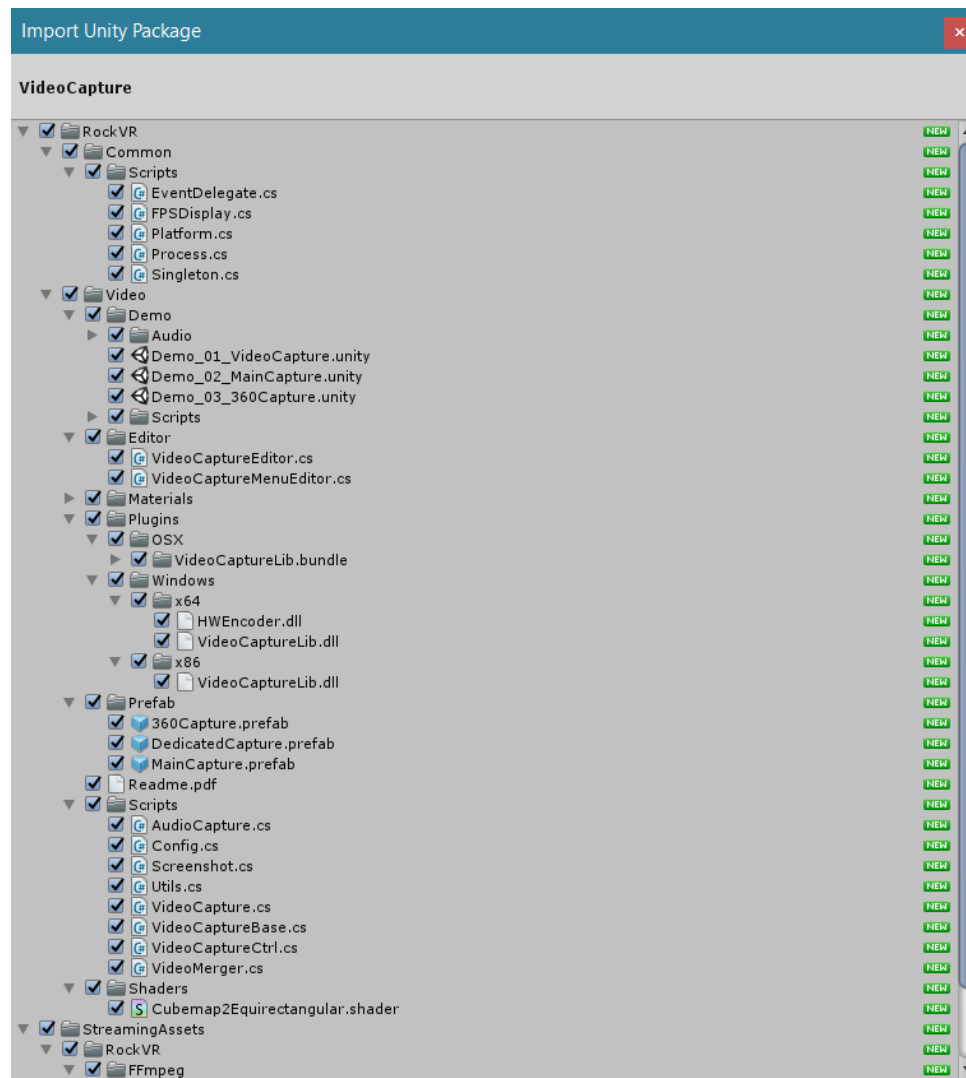 Import Unity Package
VideoCapture
RockVR NEW
Common NEW
Scripts NEW
EventDelegate.cs NEW
FPSDisplay.cs NEW
Platform.cs NEW
Process.cs NEW
Singleton.cs NEW
Video NEW
Demo NEW
Audio NEW
Demo_01_VideoCapture.unity NEW
Demo_02_MainCapture.unity NEW
Demo_03_360Capture.unity NEW
Scripts NEW
Editor NEW
VideoCaptureEditor.cs NEW
VideoCaptureMenuEditor.cs NEW
Materials NEW
Plugins NEW
OSX NEW
VideoCaptureLib.bundle NEW
Windows NEW
x64 NEW
HWEncoder.dll NEW
VideoCaptureLib.dll NEW
x86 NEW
VideoCaptureLib.dll NEW
Prefab NEW
360Capture.prefab NEW
DedicatedCapture.prefab NEW
MainCapture.prefab NEW
Readme.pdf NEW
Scripts NEW
AudioCapture.cs NEW
Config.cs NEW
Screenshot.cs NEW
Utils.cs NEW
VideoCapture.cs NEW
VideoCaptureBase.cs NEW
VideoCaptureCtrl.cs NEW
VideoMerger.cs NEW
Shaders NEW
Cubemap2Equirectangular.shader NEW
StreamingAssets NEW
RockVR NEW
FFmpeg NEW